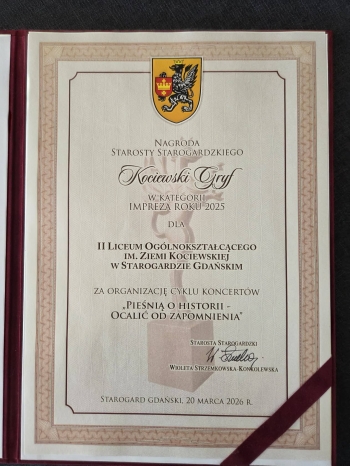 Nagroda
Starosty Starogardzkiego
Kociewski Gryf
w kategorii
Impreza Roku 2025
dla
II Liceum Ogólnokształcącego
im. Ziemi Kociewskiej
w Starogardzie Gdańskim
za organizację cyklu koncertów
„Pieśnią o historii -
Ocalić od zapomnienia"
Starosta Starogardzki
Wioleta Strzemkowska-Konkolewska
Starogard Gdański, 20 marca 2026 r.